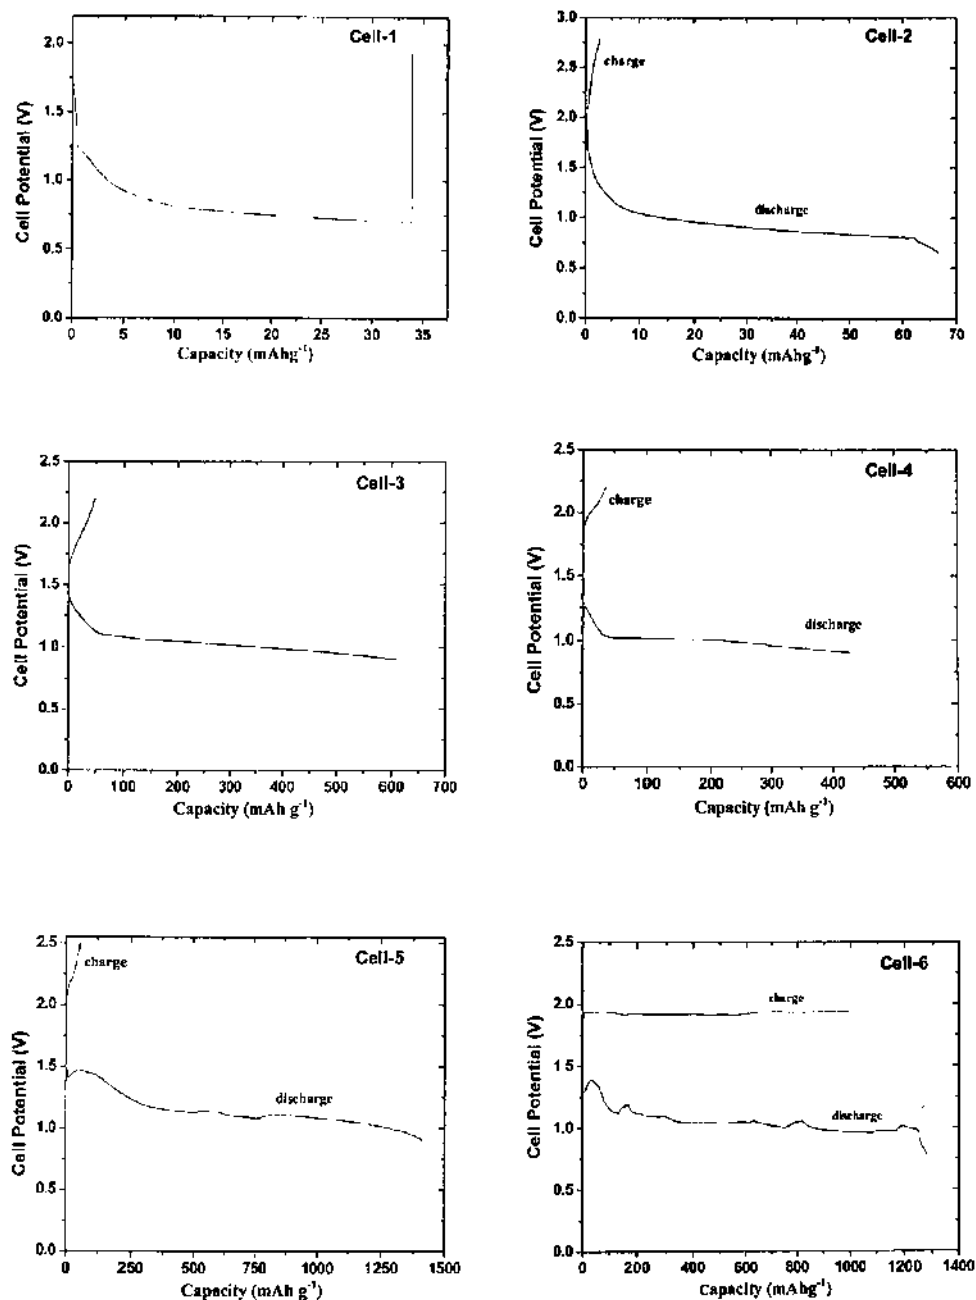 Cell-1
2.0
1.5
1.0
0.5
0.0
Cell Potential (V)
0 5 10 15 20 25 30 35
Capacity (mAhg⁻¹)
Cell-2
3.0
2.5
2.0
1.5
1.0
0.5
0.0
Cell Potential (V)
charge
discharge
0 10 20 30 40 50 60 70
Capacity (mAhg⁻¹)
Cell-3
2.5
2.0
1.5
1.0
0.5
0.0
Cell Potential (V)
0 100 200 300 400 500 600 700
Capacity (mAh g⁻¹)
Cell-4
2.5
2.0
1.5
1.0
0.5
0.0
Cell Potential (V)
charge
discharge
0 100 200 300 400 500 600
Capacity (mAh g⁻¹)
Cell-5
2.5
2.0
1.5
1.0
0.5
0.0
Cell Potential (V)
charge
discharge
0 250 500 750 1000 1250 1500
Capacity (mAh g⁻¹)
Cell-6
2.5
2.0
1.5
1.0
0.5
0.0
Cell Potential (V)
charge
discharge
0 200 400 600 800 1000 1200 1400
Capacity (mAhg⁻¹)